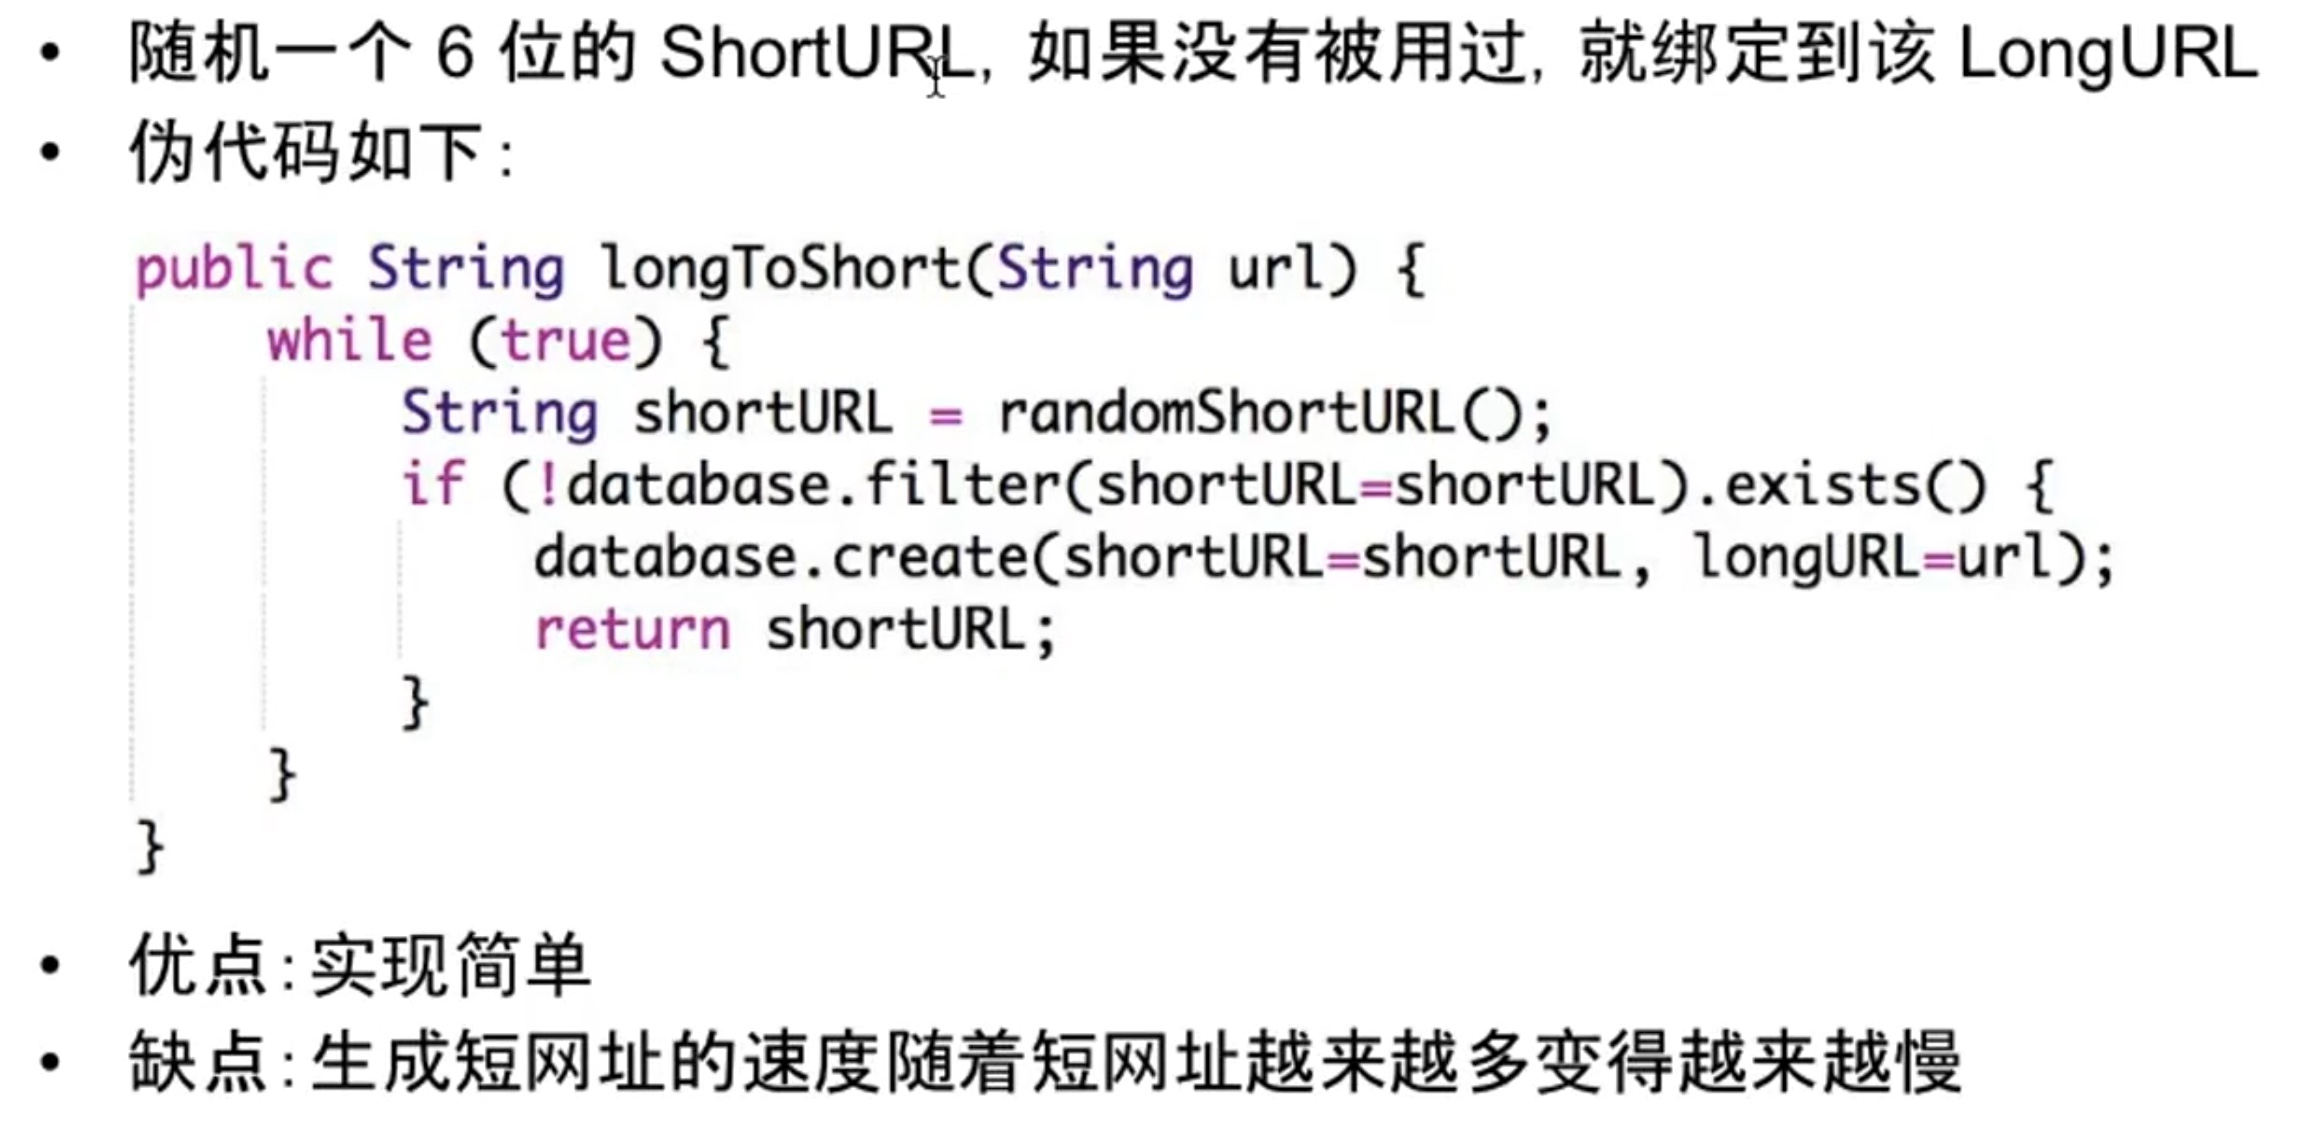 • 随机一个 6 位的 ShortURL, 如果没有被用过, 就绑定到该 LongURL
• 伪代码如下:
public String longToShort(String url) {
    while (true) {
        String shortURL = randomShortURL();
        if (!database.filter(shortURL=shortURL).exists() {
            database.create(shortURL=shortURL, longURL=url);
            return shortURL;
        }
    }
}
• 优点:实现简单
• 缺点:生成短网址的速度随着短网址越来越多变得越来越慢